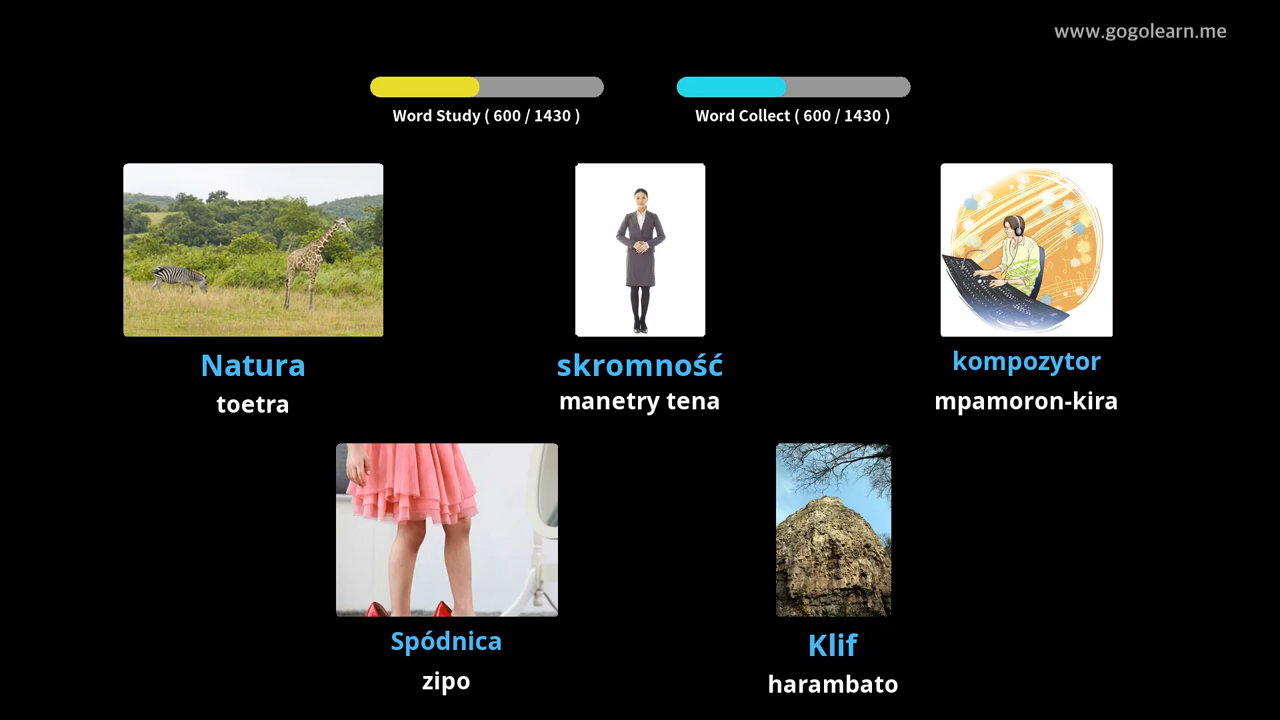 www.gogolearn.me
Word Study ( 600 / 1430 )
Word Collect ( 600 / 1430 )
Natura
toetra
skromność
manetry tena
kompozytor
mpamoron-kira
Spódnica
zipo
Klif
harambato